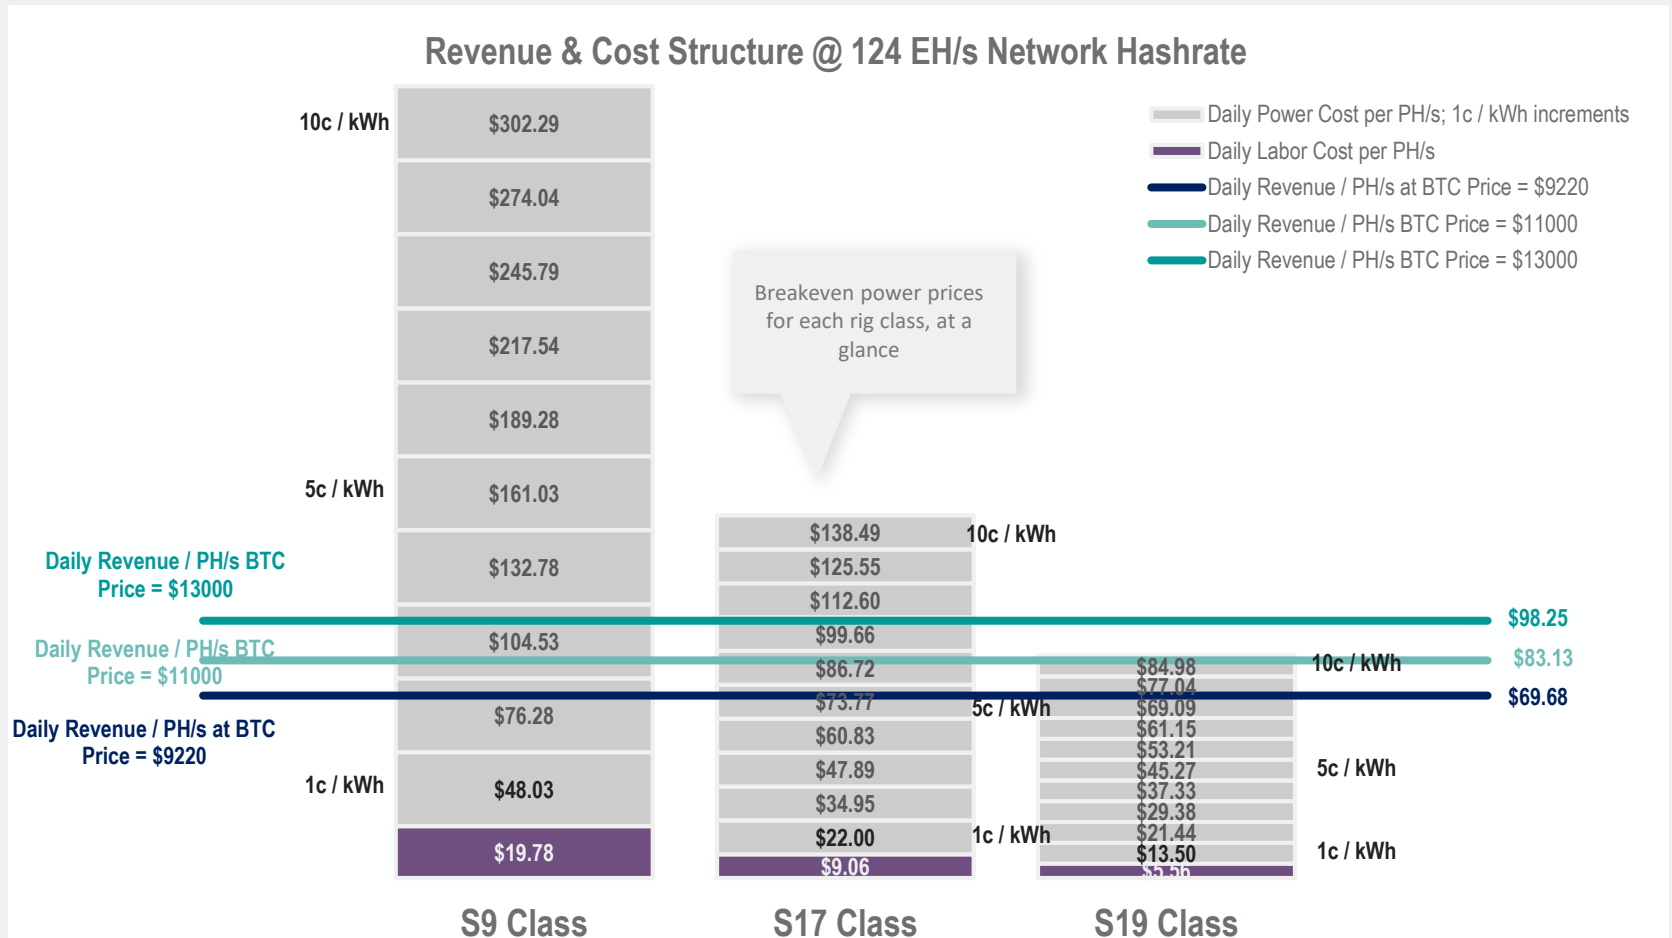 Revenue & Cost Structure @ 124 EH/s Network Hashrate
Daily Power Cost per PH/s; 1c / kWh increments
Daily Labor Cost per PH/s
Daily Revenue / PH/s at BTC Price = $9220
Daily Revenue / PH/s BTC Price = $11000
Daily Revenue / PH/s BTC Price = $13000
Breakeven power prices
for each rig class, at a
glance
10c / kWh
5c / kWh
Daily Revenue / PH/s BTC
Price = $13000
Daily Revenue / PH/s BTC
Price = $11000
Daily Revenue / PH/s at BTC
Price = $9220
1c / kWh
$302.29
$274.04
$245.79
$217.54
$189.28
$161.03
$132.78
$104.53
$76.28
$48.03
$19.78
$138.49
$125.55
$112.60
$99.66
$86.72
$73.77
$60.83
$47.89
$34.95
$22.00
$9.06
10c / kWh
5c / kWh
1c / kWh
$84.98
$77.04
$69.09
$61.15
$53.21
$45.27
$37.33
$29.38
$21.44
$13.50
$5.56
10c / kWh
5c / kWh
1c / kWh
$98.25
$83.13
$69.68
S9 Class
S17 Class
S19 Class